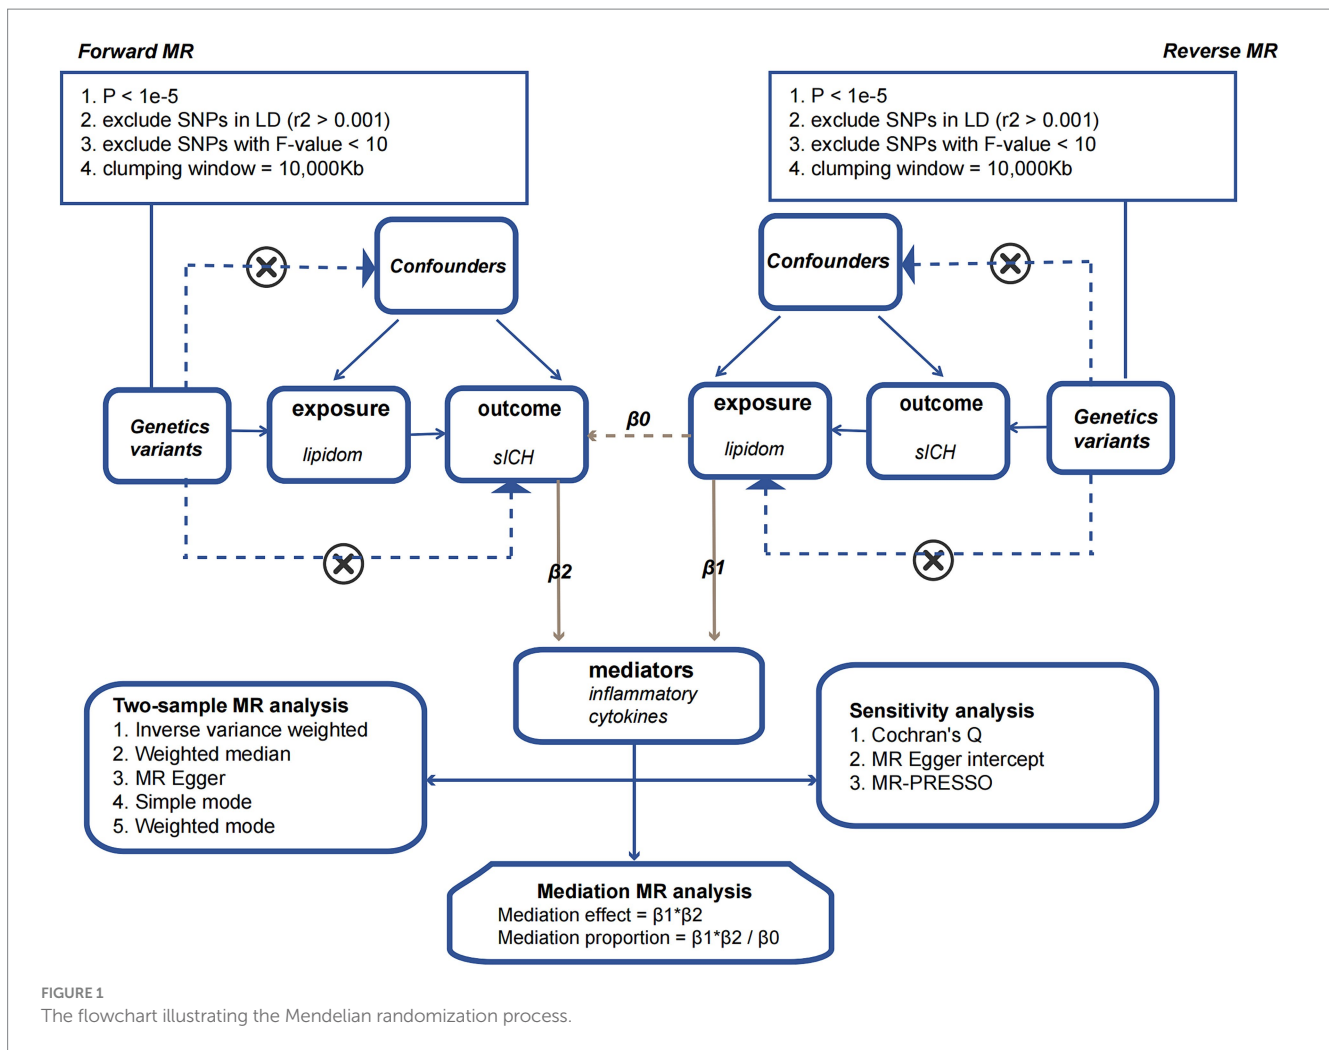 Forward MR
Reverse MR
1. P < 1e-5
2. exclude SNPs in LD (r2 > 0.001)
3. exclude SNPs with F-value < 10
4. clumping window = 10,000Kb
1. P < 1e-5
2. exclude SNPs in LD (r2 > 0.001)
3. exclude SNPs with F-value < 10
4. clumping window = 10,000Kb
Confounders
Confounders
Genetics
variants
exposure
lipidom
outcome
sICH
β0
exposure
lipidom
outcome
sICH
Genetics
variants
β2
β1
mediators
inflammatory
cytokines
Two-sample MR analysis
1. Inverse variance weighted
2. Weighted median
3. MR Egger
4. Simple mode
5. Weighted mode
Sensitivity analysis
1. Cochran's Q
2. MR Egger intercept
3. MR-PRESSO
Mediation MR analysis
Mediation effect = β1*β2
Mediation proportion = β1*β2 / β0
FIGURE 1
The flowchart illustrating the Mendelian randomization process.